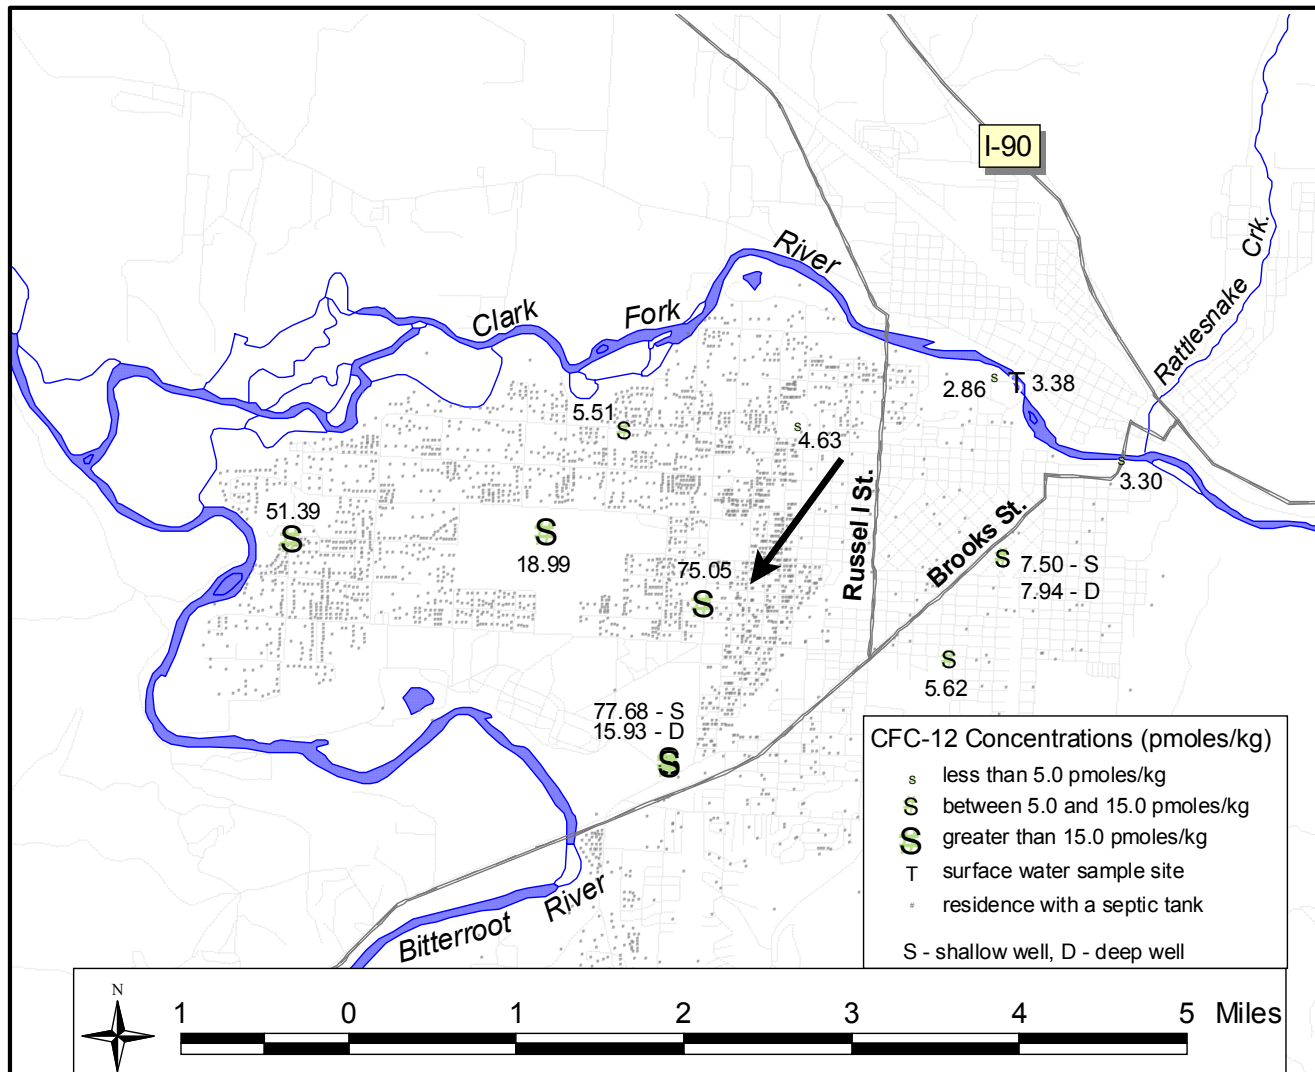 I-90
Rattlesnake Crk.
River
Clark
Fork
2.86 s T 3.38
5.51
S
s
4.63
3.30
51.39
S
S
18.99
Russel l St.
Brooks St.
75.05
S
S
7.50 - S
7.94 - D
S
5.62
77.68 - S
15.93 - D
S
Bitterroot River
CFC-12 Concentrations (pmoles/kg)
s less than 5.0 pmoles/kg
S between 5.0 and 15.0 pmoles/kg
S greater than 15.0 pmoles/kg
T surface water sample site
residence with a septic tank
S - shallow well, D - deep well
N
1 0 1 2 3 4 5 Miles